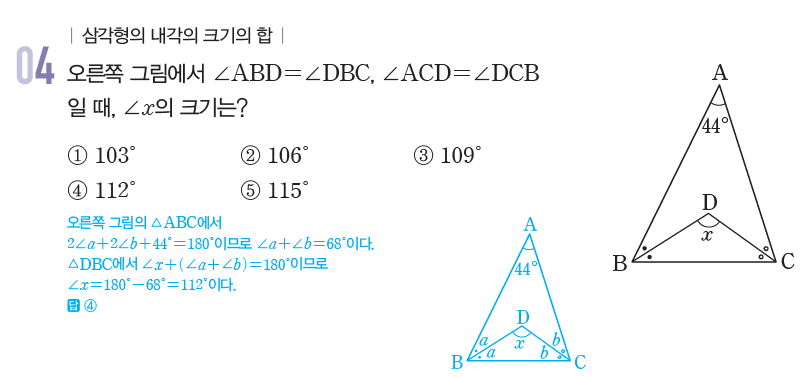 | 삼각형의 내각의 크기의 합 |
04
오른쪽 그림에서 ∠ABD=∠DBC, ∠ACD=∠DCB
일 때, ∠x의 크기는?
① 103° ② 106° ③ 109°
④ 112° ⑤ 115°
A
44°
D
x
B C
오른쪽 그림의 △ABC에서
2∠a+2∠b+44°=180°이므로 ∠a+∠b=68°이다.
△DBC에서 ∠x+(∠a+∠b)=180°이므로
∠x=180°-68°=112°이다.
답 ④
A
44°
D
a x b
a b
B C